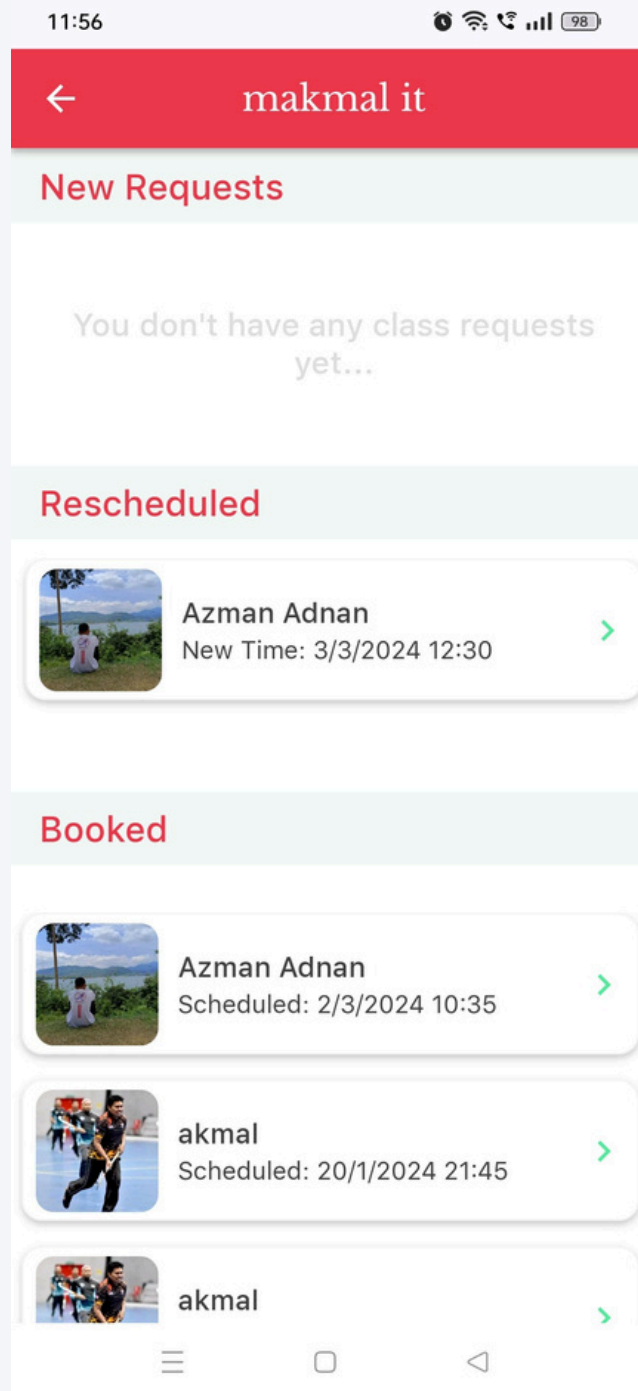 11:56
98
makmal it
New Requests
You don't have any class requests
yet...
Rescheduled
Azman Adnan
New Time: 3/3/2024 12:30
Booked
Azman Adnan
Scheduled: 2/3/2024 10:35
akmal
Scheduled: 20/1/2024 21:45
akmal